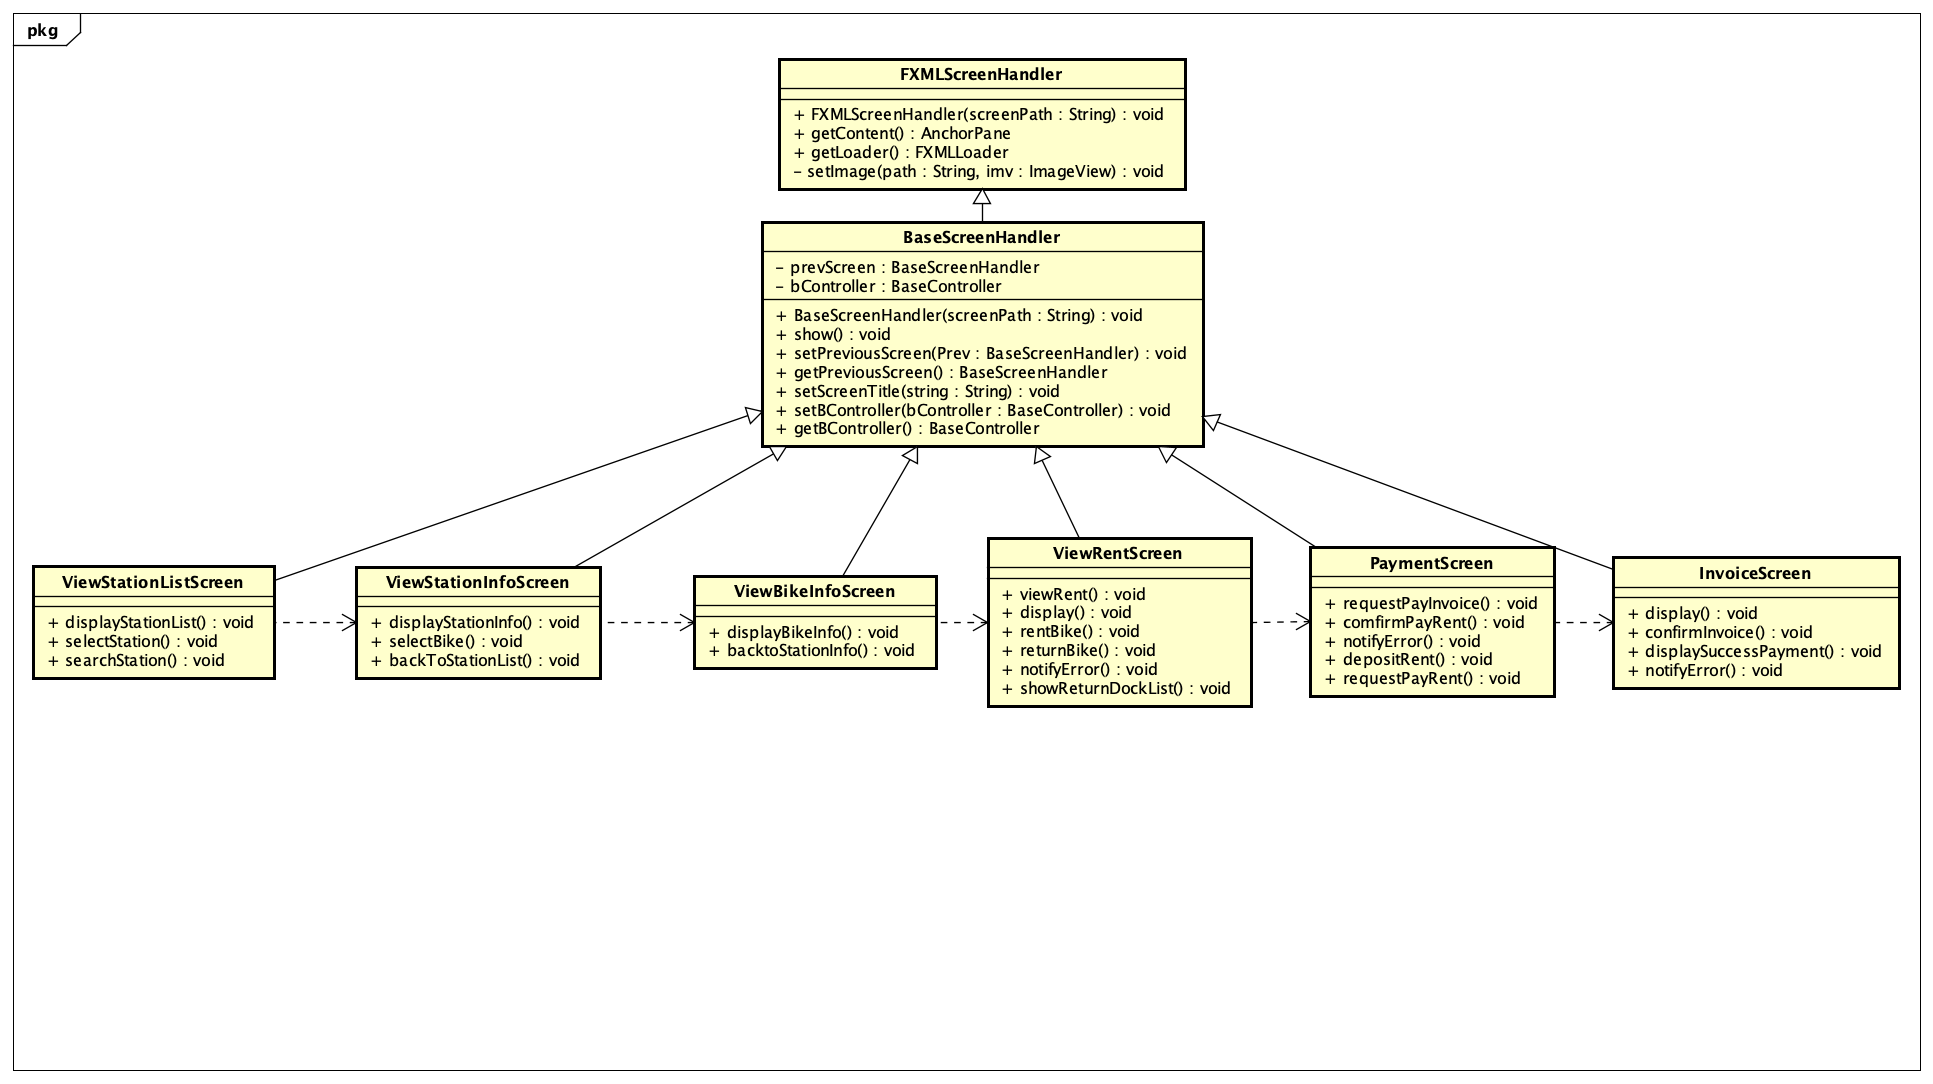 pkg
FXMLScreenHandler
+ FXMLScreenHandler(screenPath : String) : void
+ getContent() : AnchorPane
+ getLoader() : FXMLLoader
- setImage(path : String, imv : ImageView) : void
BaseScreenHandler
- prevScreen : BaseScreenHandler
- bController : BaseController
+ BaseScreenHandler(screenPath : String) : void
+ show() : void
+ setPreviousScreen(Prev : BaseScreenHandler) : void
+ getPreviousScreen() : BaseScreenHandler
+ setScreenTitle(string : String) : void
+ setBController(bController : BaseController) : void
+ getBController() : BaseController
ViewStationListScreen
+ displayStationList() : void
+ selectStation() : void
+ searchStation() : void
ViewStationInfoScreen
+ displayStationInfo() : void
+ selectBike() : void
+ backToStationList() : void
ViewBikeInfoScreen
+ displayBikeInfo() : void
+ backtoStationInfo() : void
ViewRentScreen
+ viewRent() : void
+ display() : void
+ rentBike() : void
+ returnBike() : void
+ notifyError() : void
+ showReturnDockList() : void
PaymentScreen
+ requestPayInvoice() : void
+ comfirmPayRent() : void
+ notifyError() : void
+ depositRent() : void
+ requestPayRent() : void
InvoiceScreen
+ display() : void
+ confirmInvoice() : void
+ displaySuccessPayment() : void
+ notifyError() : void